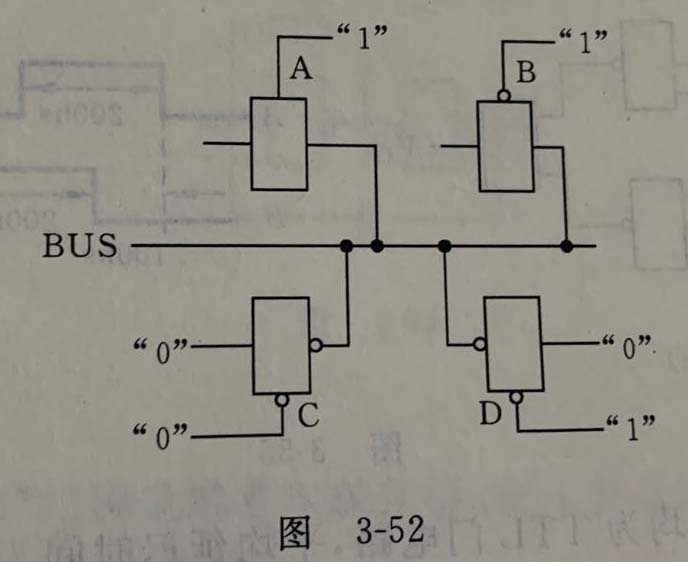 “1” “1”
A B
BUS
“0” “0”
C D
“0” “1”
图 3-52